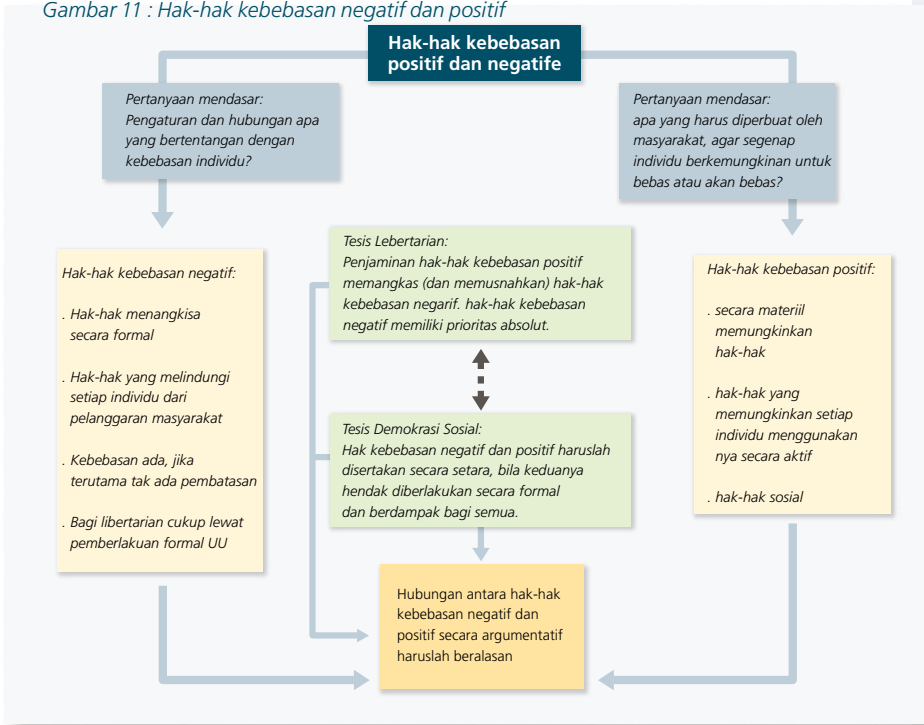 Gambar 11 : Hak-hak kebebasan negatif dan positif
Hak-hak kebebasan
positif dan negatife
Pertanyaan mendasar:
Pengaturan dan hubungan apa
yang bertentangan dengan
kebebasan individu?
Pertanyaan mendasar:
apa yang harus diperbuat oleh
masyarakat, agar segenap
individu berkemungkinan untuk
bebas atau akan bebas?
Hak-hak kebebasan negatif:
. Hak-hak menangkisa
secara formal
. Hak-hak yang melindungi
setiap individu dari
pelanggaran masyarakat
. Kebebasan ada, jika
terutama tak ada pembatasan
. Bagi libertarian cukup lewat
pemberlakuan formal UU
Tesis Lebertarian:
Penjaminan hak-hak kebebasan positif
memangkas (dan memusnahkan) hak-hak
kebebasan negarif. hak-hak kebebasan
negatif memiliki prioritas absolut.
Tesis Demokrasi Sosial:
Hak kebebasan negatif dan positif haruslah
disertakan secara setara, bila keduanya
hendak diberlakukan secara formal
dan berdampak bagi semua.
Hak-hak kebebasan positif:
. secara materiil
memungkinkan
hak-hak
. hak-hak yang
memungkinkan setiap
individu menggunakan
nya secara aktif
. hak-hak sosial
Hubungan antara hak-hak
kebebasan negatif dan
positif secara argumentatif
haruslah beralasan